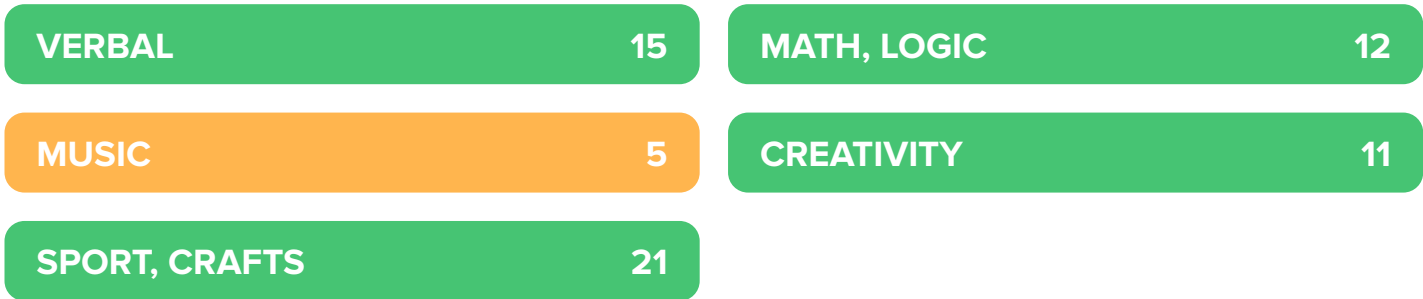 VERBAL 15
MATH, LOGIC 12
MUSIC 5
CREATIVITY 11
SPORT, CRAFTS 21